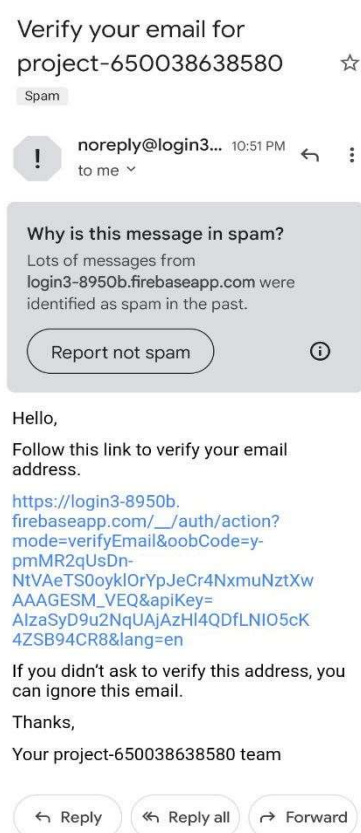 Verify your email for
project-650038638580
Spam
noreply@login3... 10:51 PM
to me
Why is this message in spam?
Lots of messages from
login3-8950b.firebaseapp.com were
identified as spam in the past.
Report not spam
Hello,
Follow this link to verify your email
address.
https://login3-8950b.
firebaseapp.com/__/auth/action?
mode=verifyEmail&oobCode=y-
pmMR2qUsDn-
NtVAeTS0oyklOrYpJeCr4NxmuNztXw
AAAGESM_VEQ&apiKey=
AIzaSyD9u2NqUAjAzHl4QDfLNIO5cK
4ZSB94CR8&lang=en
If you didn't ask to verify this address, you
can ignore this email.
Thanks,
Your project-650038638580 team
Reply Reply all Forward